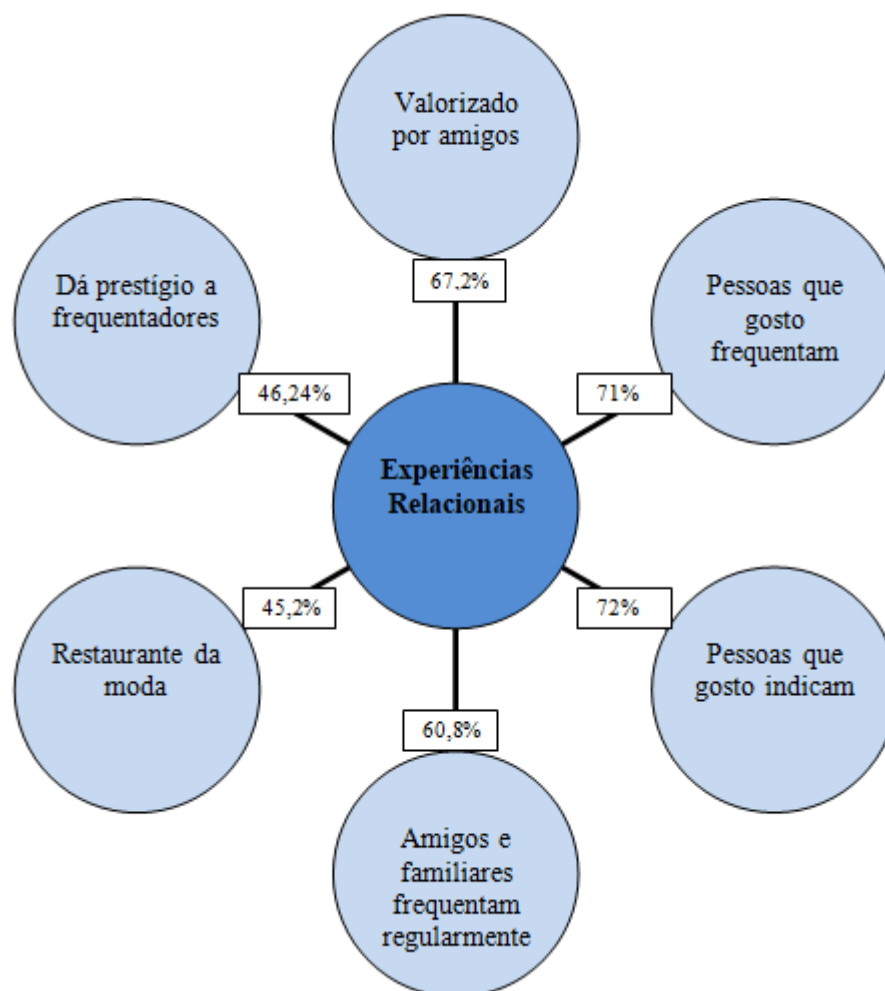 Valorizado
por amigos
67,2%
Dá prestígio a
frequentadores
46,24%
Pessoas que
gosto
frequentam
71%
Experiências
Relacionais
Restaurante da
moda
45,2%
Pessoas que
gosto indicam
72%
60,8%
Amigos e
familiares
frequentam
regularmente